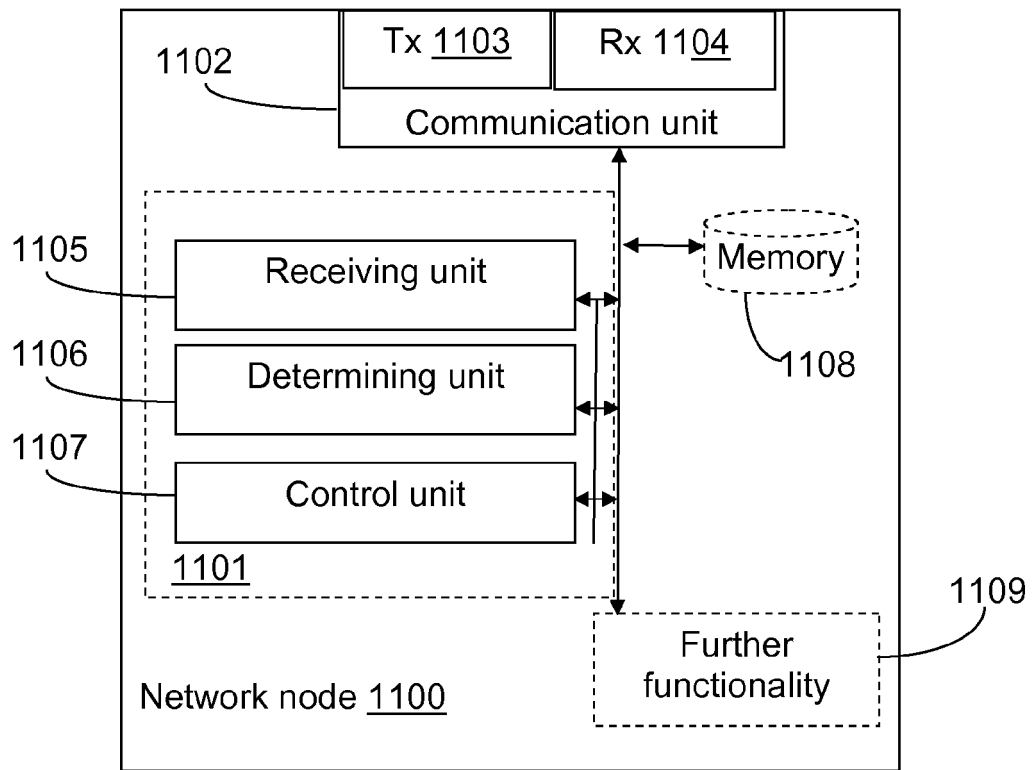 Tx 1103
Rx 1104
1102
Communication unit
1105
Receiving unit
Memory
1106
Determining unit
1108
1107
Control unit
1101
1109
Further
functionality
Network node 1100